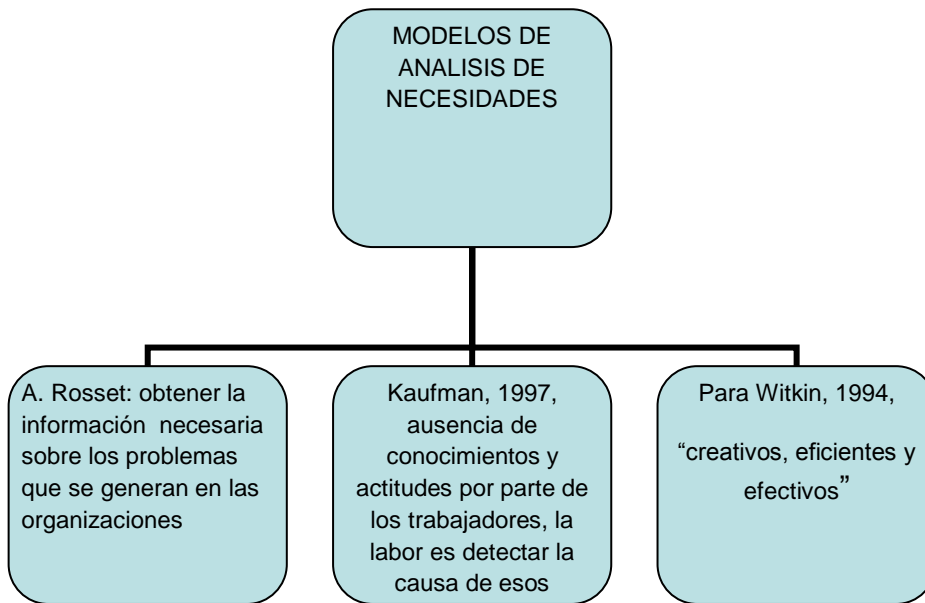 MODELOS DE
ANALISIS DE
NECESIDADES
A. Rosset: obtener la
información necesaria
sobre los problemas
que se generan en las
organizaciones
Kaufman, 1997,
ausencia de
conocimientos y
actitudes por parte de
los trabajadores, la
labor es detectar la
causa de esos
Para Witkin, 1994,
“creativos, eficientes y
efectivos”